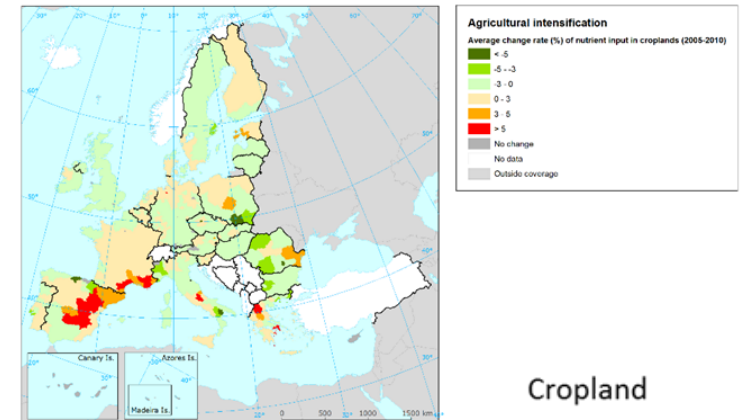 Agricultural intensification
Average change rate (%) of nutrient input in croplands (2005-2010)
< -5
-5 - -3
-3 - 0
0 - 3
3 - 5
> 5
No change
No data
Outside coverage
Canary Is.
Azores Is.
Madeira Is.
0 500 1000 1500 km
Cropland